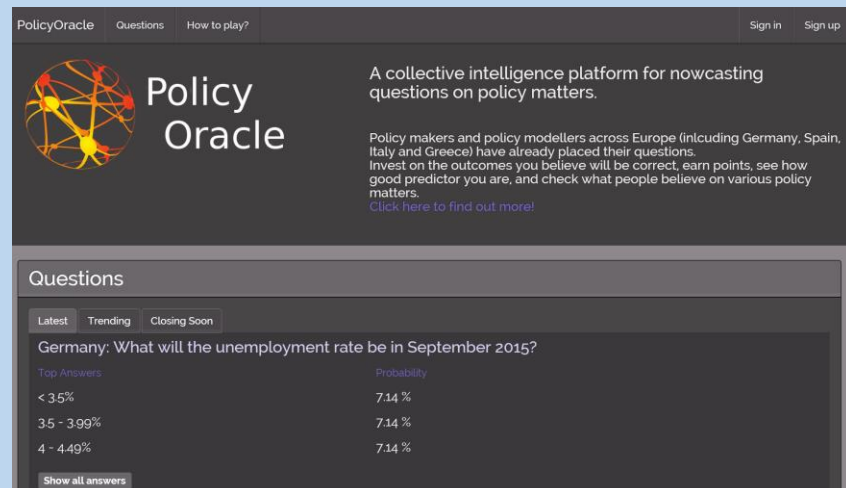 PolicyOracle Questions How to play? Sign in Sign up
Policy
Oracle
A collective intelligence platform for nowcasting
questions on policy matters.
Policy makers and policy modellers across Europe (inlcuding Germany, Spain,
Italy and Greece) have already placed their questions.
Invest on the outcomes you believe will be correct, earn points, see how
good predictor you are, and check what people believe on various policy
matters.
Click here to find out more!
Questions
Latest Trending Closing Soon
Germany: What will the unemployment rate be in September 2015?
Top Answers Probability
< 3.5% 7.14 %
3.5 - 3.99% 7.14 %
4 - 4.49% 7.14 %
Show all answers